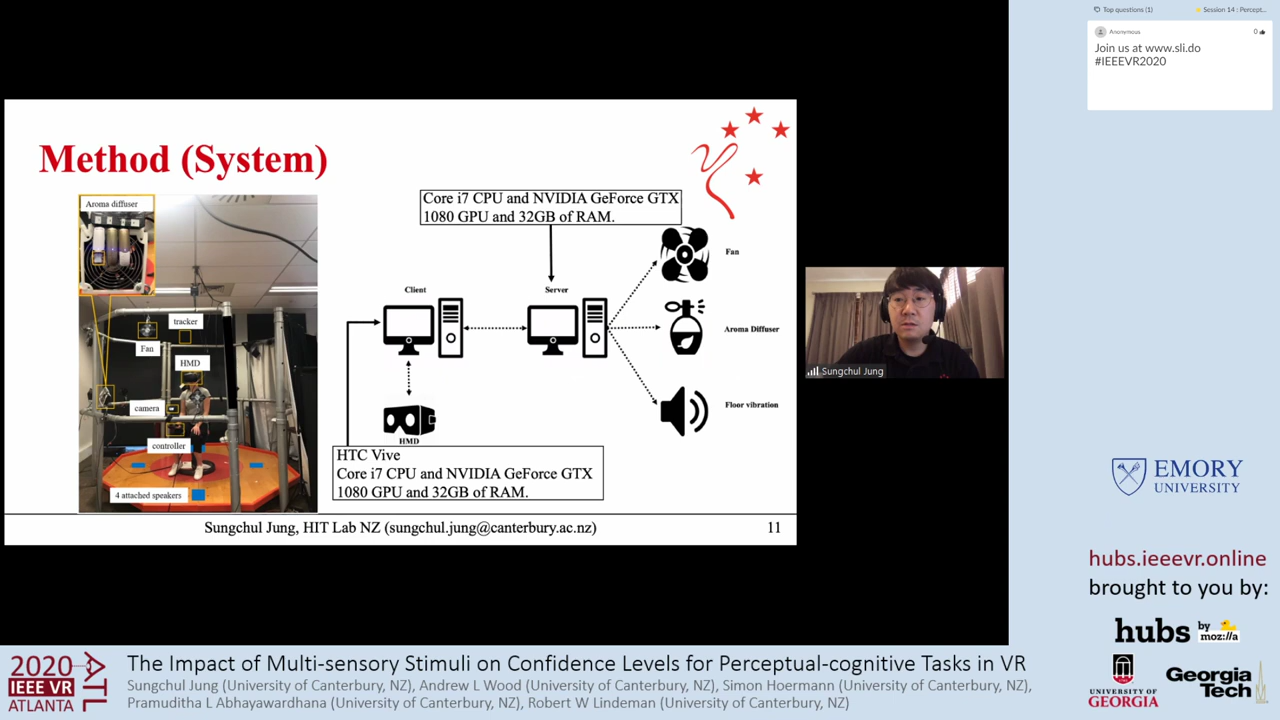 Top questions (1)
Session 14 : Percept...
Anonymous
0
Join us at www.sli.do
#IEEEVR2020
Method (System)
Aroma diffuser
tracker
Fan
HMD
camera
controller
4 attached speakers
Core i7 CPU and NVIDIA GeForce GTX
1080 GPU and 32GB of RAM.
Client
Server
Fan
Aroma Diffuser
Floor vibration
HMD
HTC Vive
Core i7 CPU and NVIDIA GeForce GTX
1080 GPU and 32GB of RAM.
Sungchul Jung, HIT Lab NZ (sungchul.jung@canterbury.ac.nz)
11
Sungchul Jung
EMORY
UNIVERSITY
hubs.ieeevr.online
brought to you by:
hubs by
moz://a
UNIVERSITY OF
GEORGIA
Georgia
Tech
2020
IEEE VR
ATLANTA
ATL
The Impact of Multi-sensory Stimuli on Confidence Levels for Perceptual-cognitive Tasks in VR
Sungchul Jung (University of Canterbury, NZ), Andrew L Wood (University of Canterbury, NZ), Simon Hoermann (University of Canterbury, NZ),
Pramuditha L Abhayawardhana (University of Canterbury, NZ), Robert W Lindeman (University of Canterbury, NZ)